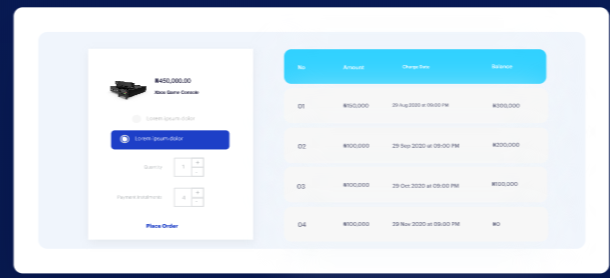 ₦450,000.00
Xbox Game Console
Lorem ipsum dolor
Lorem ipsum dolor
Quantity 1 + -
Payment Installments 4 + -
Place Order
No Amount Charge Date Balance
01 ₦150,000 29 Aug 2020 at 09:00 PM ₦300,000
02 ₦100,000 29 Sep 2020 at 09:00 PM ₦200,000
03 ₦100,000 29 Oct 2020 at 09:00 PM ₦100,000
04 ₦100,000 29 Nov 2020 at 09:00 PM ₦0